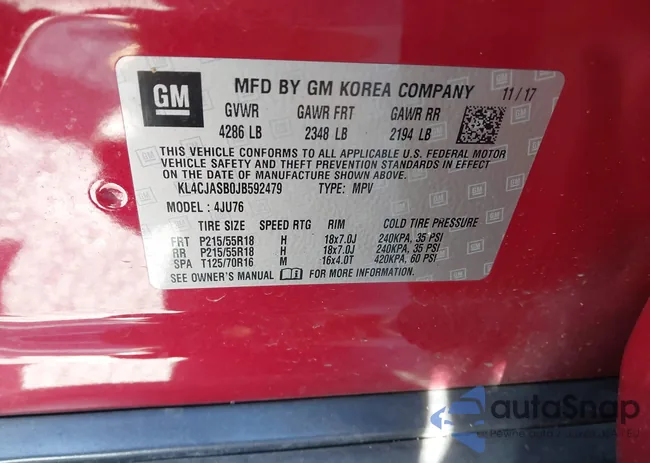 GM
MFD BY GM KOREA COMPANY 11 / 17
GVWR GAWR FRT GAWR RR
4286 LB 2348 LB 2194 LB
THIS VEHICLE CONFORMS TO ALL APPLICABLE U.S. FEDERAL MOTOR
VEHICLE SAFETY AND THEFT PREVENTION STANDARDS IN EFFECT
ON THE DATE OF MANUFACTURE SHOWN ABOVE.
KL4CJASB0JB592479 TYPE: MPV
MODEL : 4JU76
TIRE SIZE SPEED RTG RIM COLD TIRE PRESSURE
FRT P215/55R18 H 18x7.0J 240KPA, 35 PSI
RR P215/55R18 H 18x7.0J 240KPA, 35 PSI
SPA T125/70R16 M 16x4.0T 420KPA, 60 PSI
SEE OWNER'S MANUAL FOR MORE INFORMATION.
autoSnap